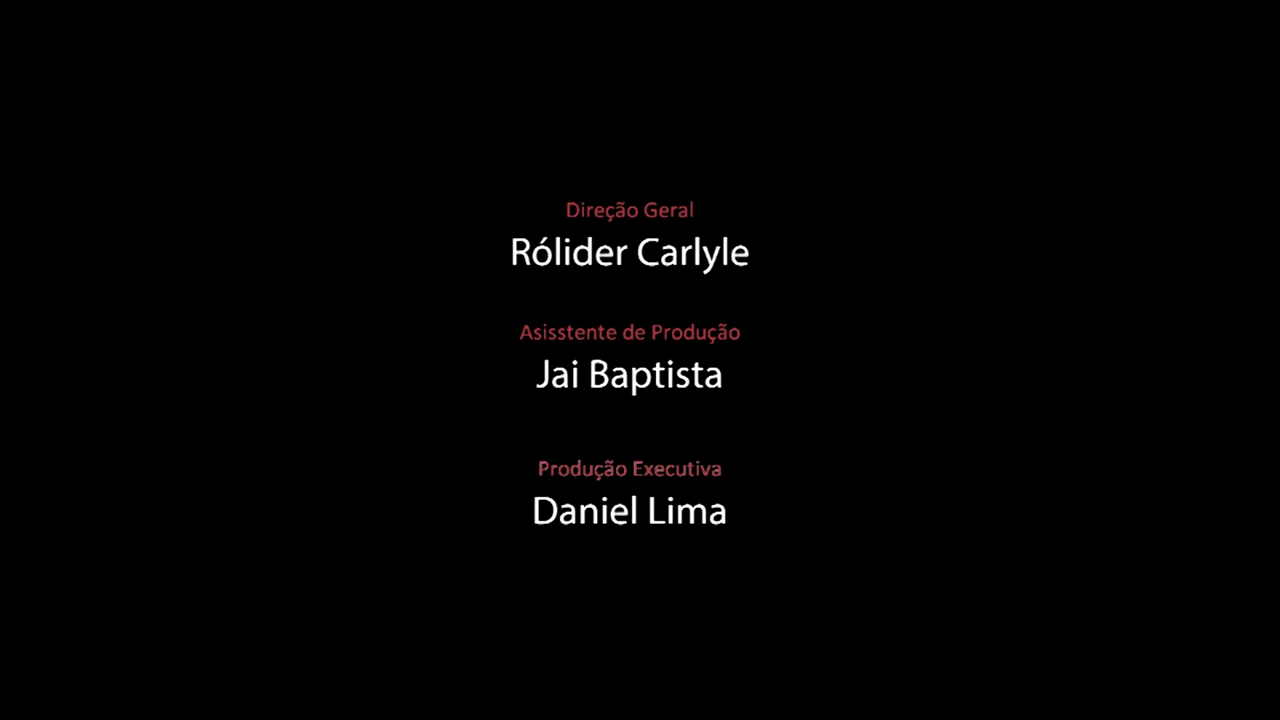 Direção Geral
Rólider Carlyle
Asisstente de Produção
Jai Baptista
Produção Executiva
Daniel Lima